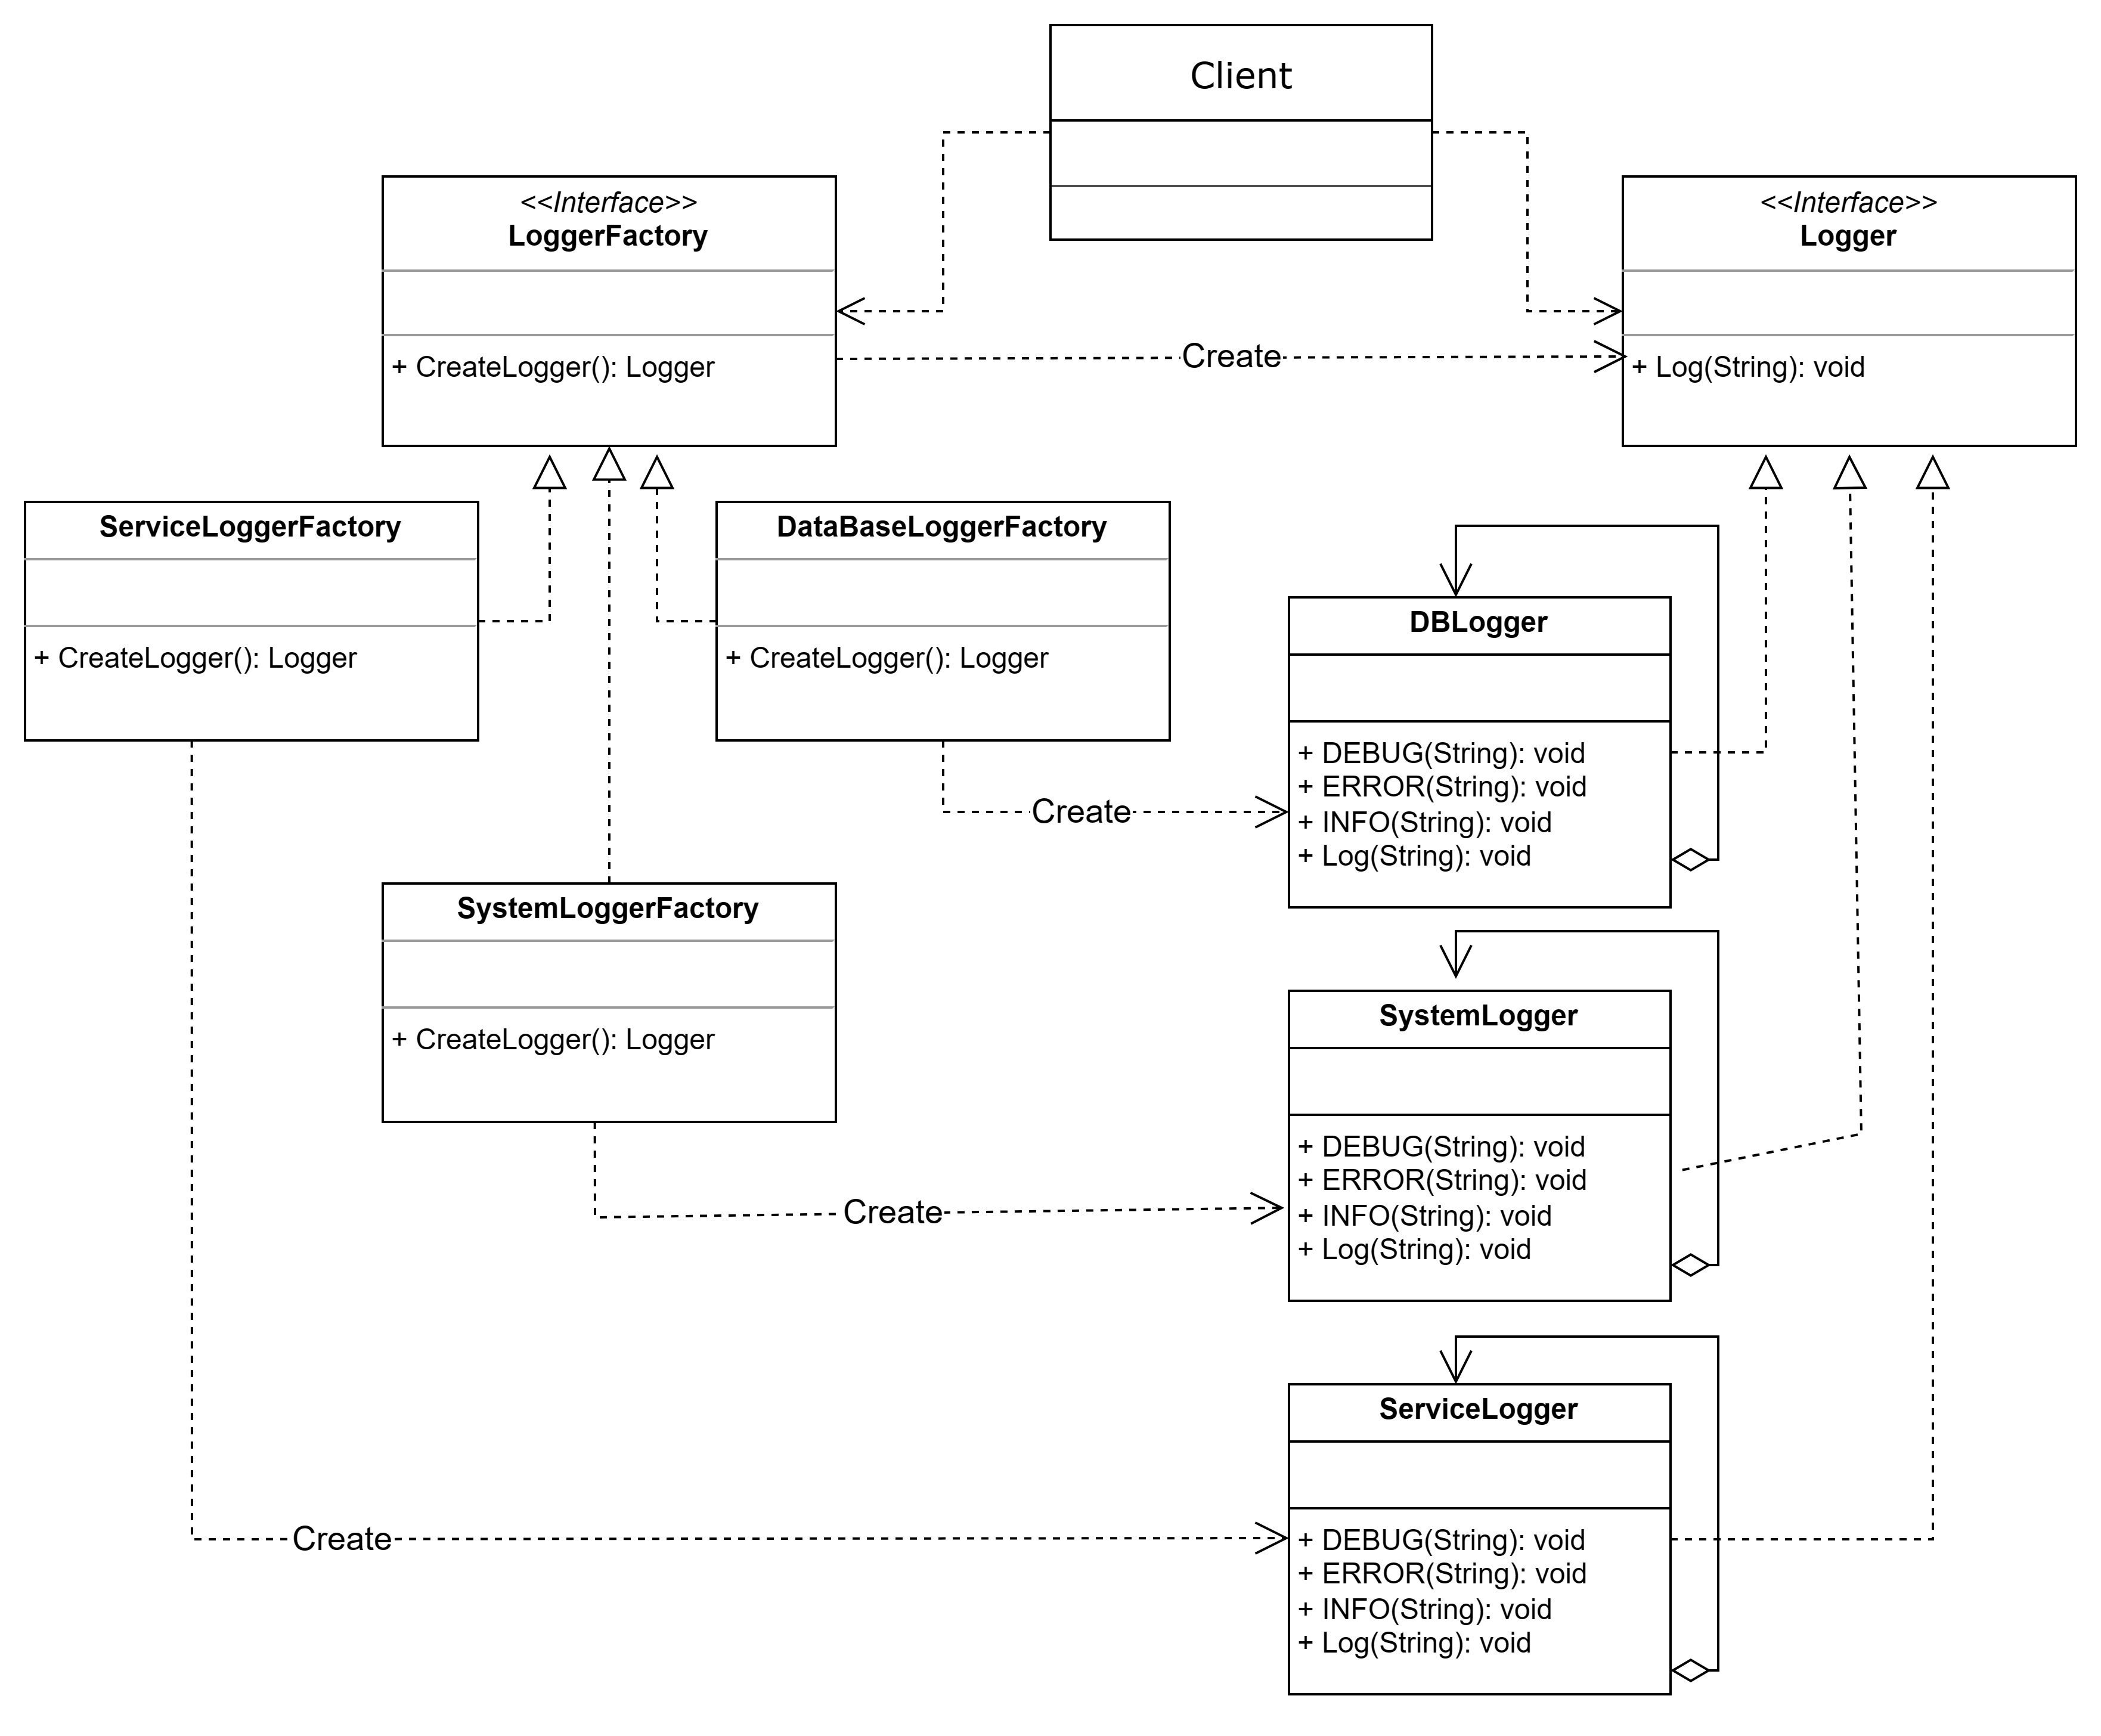 Client
<<Interface>>
LoggerFactory
+ CreateLogger(): Logger
<<Interface>>
Logger
+ Log(String): void
Create
ServiceLoggerFactory
+ CreateLogger(): Logger
DataBaseLoggerFactory
+ CreateLogger(): Logger
DBLogger
+ DEBUG(String): void
+ ERROR(String): void
+ INFO(String): void
+ Log(String): void
Create
SystemLoggerFactory
+ CreateLogger(): Logger
SystemLogger
+ DEBUG(String): void
+ ERROR(String): void
+ INFO(String): void
+ Log(String): void
Create
ServiceLogger
+ DEBUG(String): void
+ ERROR(String): void
+ INFO(String): void
+ Log(String): void
Create